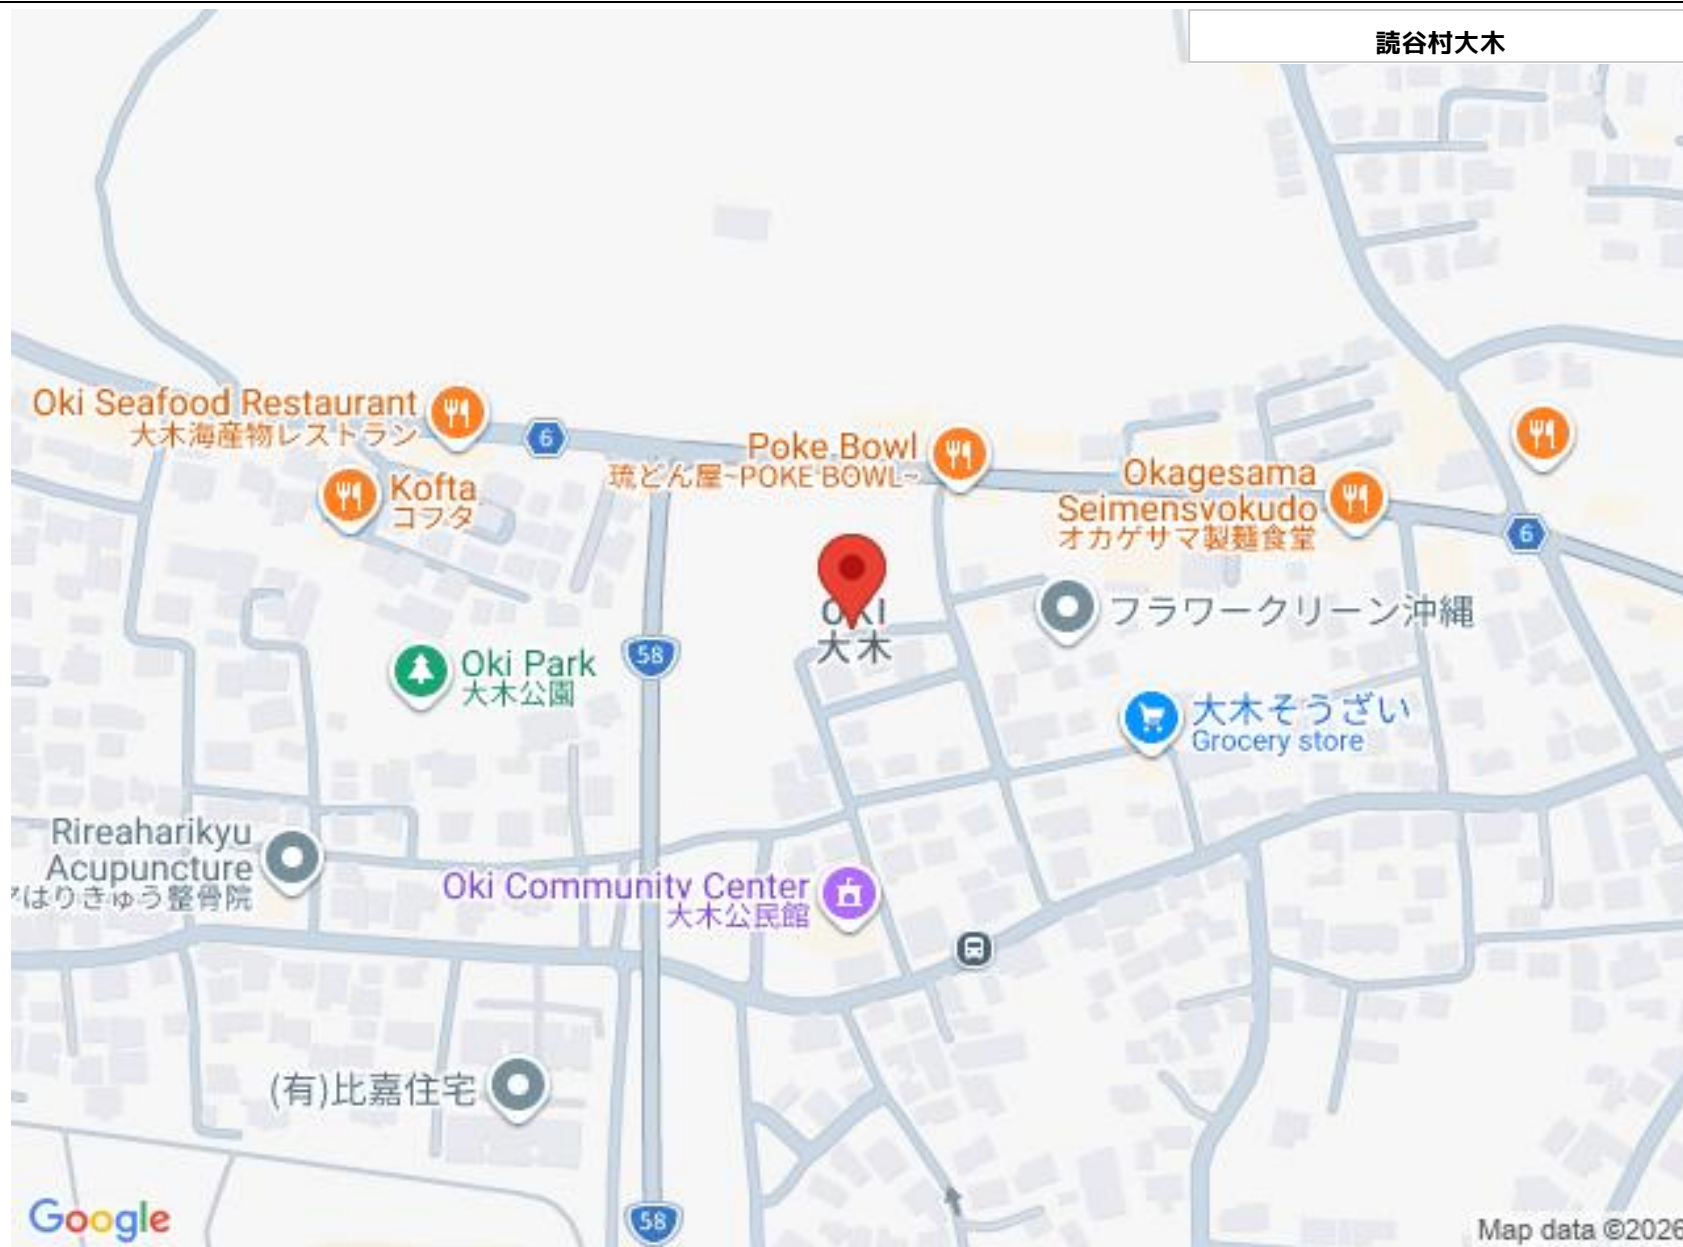 読谷村大木
Oki Seafood Restaurant
大木海産物レストラン
6
Poke Bowl
琉どん屋~POKE BOWL~
Kofta
コフタ
Okagesama
Seimensyokudo
オカゲサマ製麺食堂
6
OKI
大木
フラワークリーン沖縄
58
Oki Park
大木公園
大木そうざい
Grocery store
Rireaharikyu
Acupuncture
はりきゅう整骨院
Oki Community Center
大木公民館
(有)比嘉住宅
58
Google
Map data ©2026